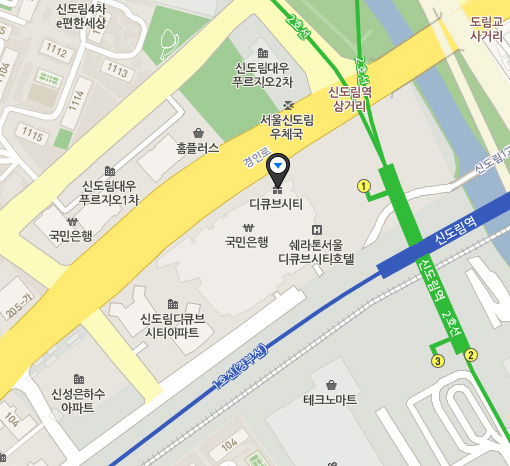 신도림4차
e편한세상
2호선
2호선
도림교
사거리
1112
1113
1114
1115
신도림대우
푸르지오2차
신도림역
삼거리
서울신도림
우체국
홈플러스
경인로
신도림1교
신도림대우
푸르지오1차
1
디큐브시티
국민은행
국민은행
쉐라톤서울
디큐브시티호텔
신도림역
신도림역 2호선
205-가
신도림디큐브
시티아파트
1호선(경부선)
2
3
신성은하수
아파트
테크노마트
104
104